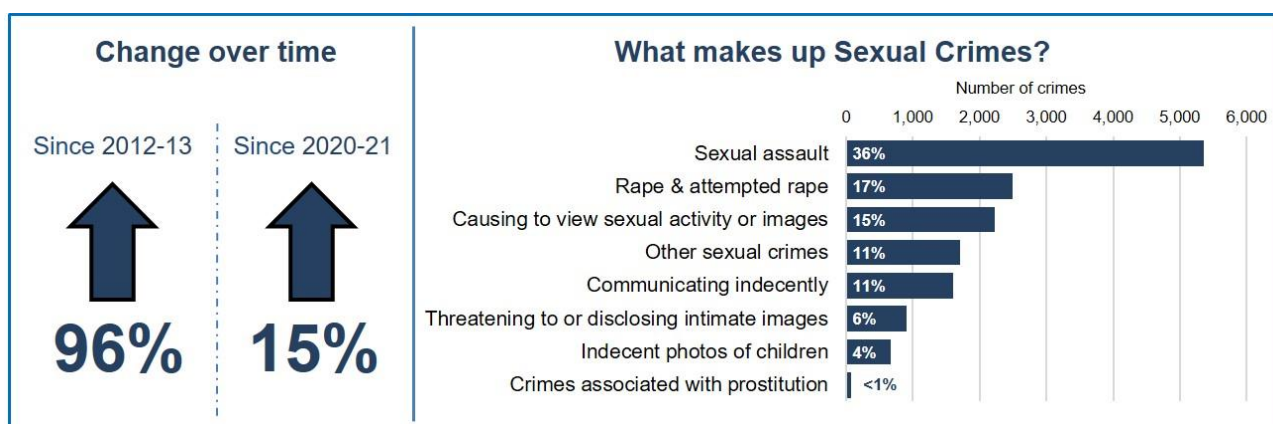 Change over time
Since 2012-13
Since 2020-21
96%
15%
What makes up Sexual Crimes?
Number of crimes
0 1,000 2,000 3,000 4,000 5,000 6,000
Sexual assault 36%
Rape & attempted rape 17%
Causing to view sexual activity or images 15%
Other sexual crimes 11%
Communicating indecently 11%
Threatening to or disclosing intimate images 6%
Indecent photos of children 4%
Crimes associated with prostitution <1%